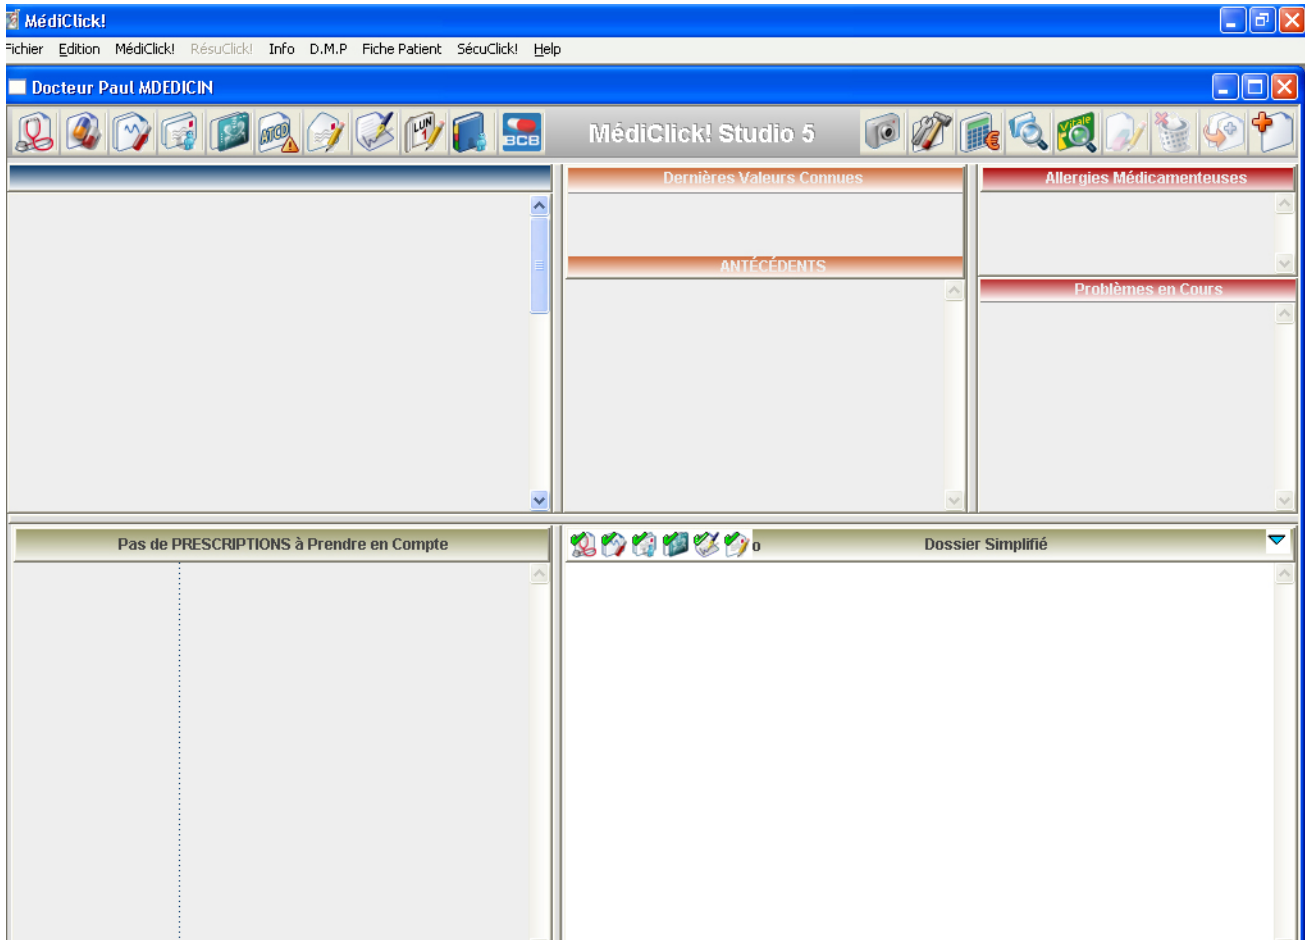 MédiClick!
Fichier Edition MédiClick! RésuClick! Info D.M.P Fiche Patient SécuClick! Help
Docteur Paul MDEDICIN
ATCD LUN 1 BCB MédiClick! Studio 5 Vitale
Dernières Valeurs Connues
Allergies Médicamenteuses
ANTÉCÉDENTS
Problèmes en Cours
Pas de PRESCRIPTIONS à Prendre en Compte
0 Dossier Simplifié